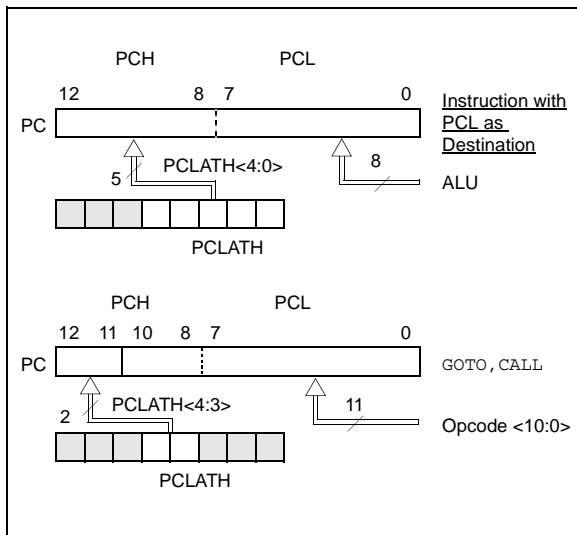 PCH PCL
12 8 7 0
PC
Instruction with
PCL as
Destination
5 PCLATH<4:0> 8
ALU
PCLATH
PCH PCL
12 11 10 8 7 0
PC
GOTO, CALL
2 PCLATH<4:3> 11
Opcode <10:0>
PCLATH